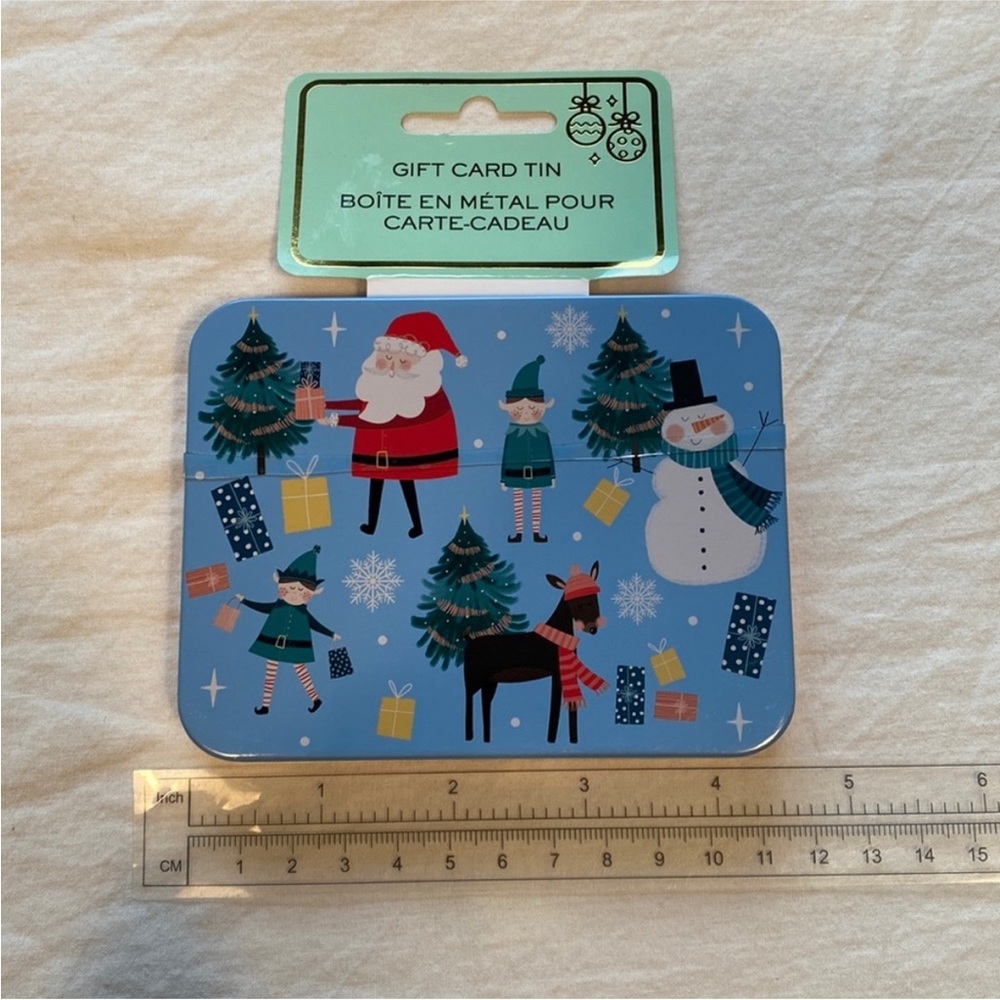 GIFT CARD TIN
BOÎTE EN MÉTAL POUR
CARTE-CADEAU
Inch 1 2 3 4 5 6
CM 1 2 3 4 5 6 7 8 9 10 11 12 13 14 15